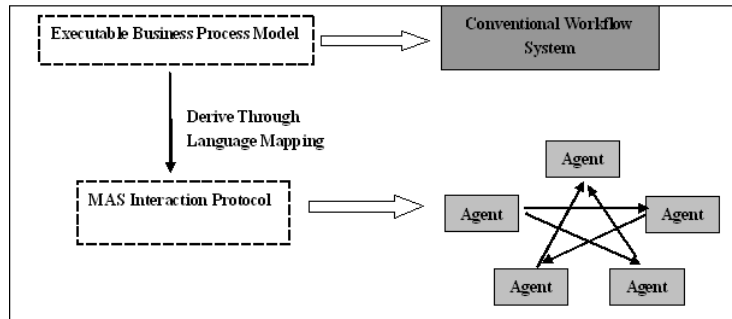 Executable Business Process Model
Conventional Workflow
System
Derive Through
Language Mapping
MAS Interaction Protocol
Agent
Agent
Agent
Agent
Agent